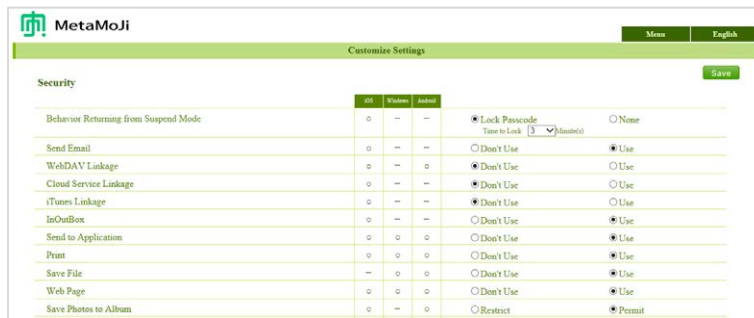 MetaMoJi
Menu English
Customize Settings
Save
Security
iOS Windows Android
Behavior Returning from Suspend Mode ○ － － Lock Passcode None
Time to Lock 3 Minute(s)
Send Email ○ － － Don't Use Use
WebDAV Linkage ○ － ○ Don't Use Use
Cloud Service Linkage ○ － － Don't Use Use
iTunes Linkage ○ － － Don't Use Use
InOutBox ○ － － Don't Use Use
Send to Application ○ ○ ○ Don't Use Use
Print ○ ○ ○ Don't Use Use
Save File － ○ ○ Don't Use Use
Web Page ○ ○ ○ Don't Use Use
Save Photos to Album ○ － ○ Restrict Permit